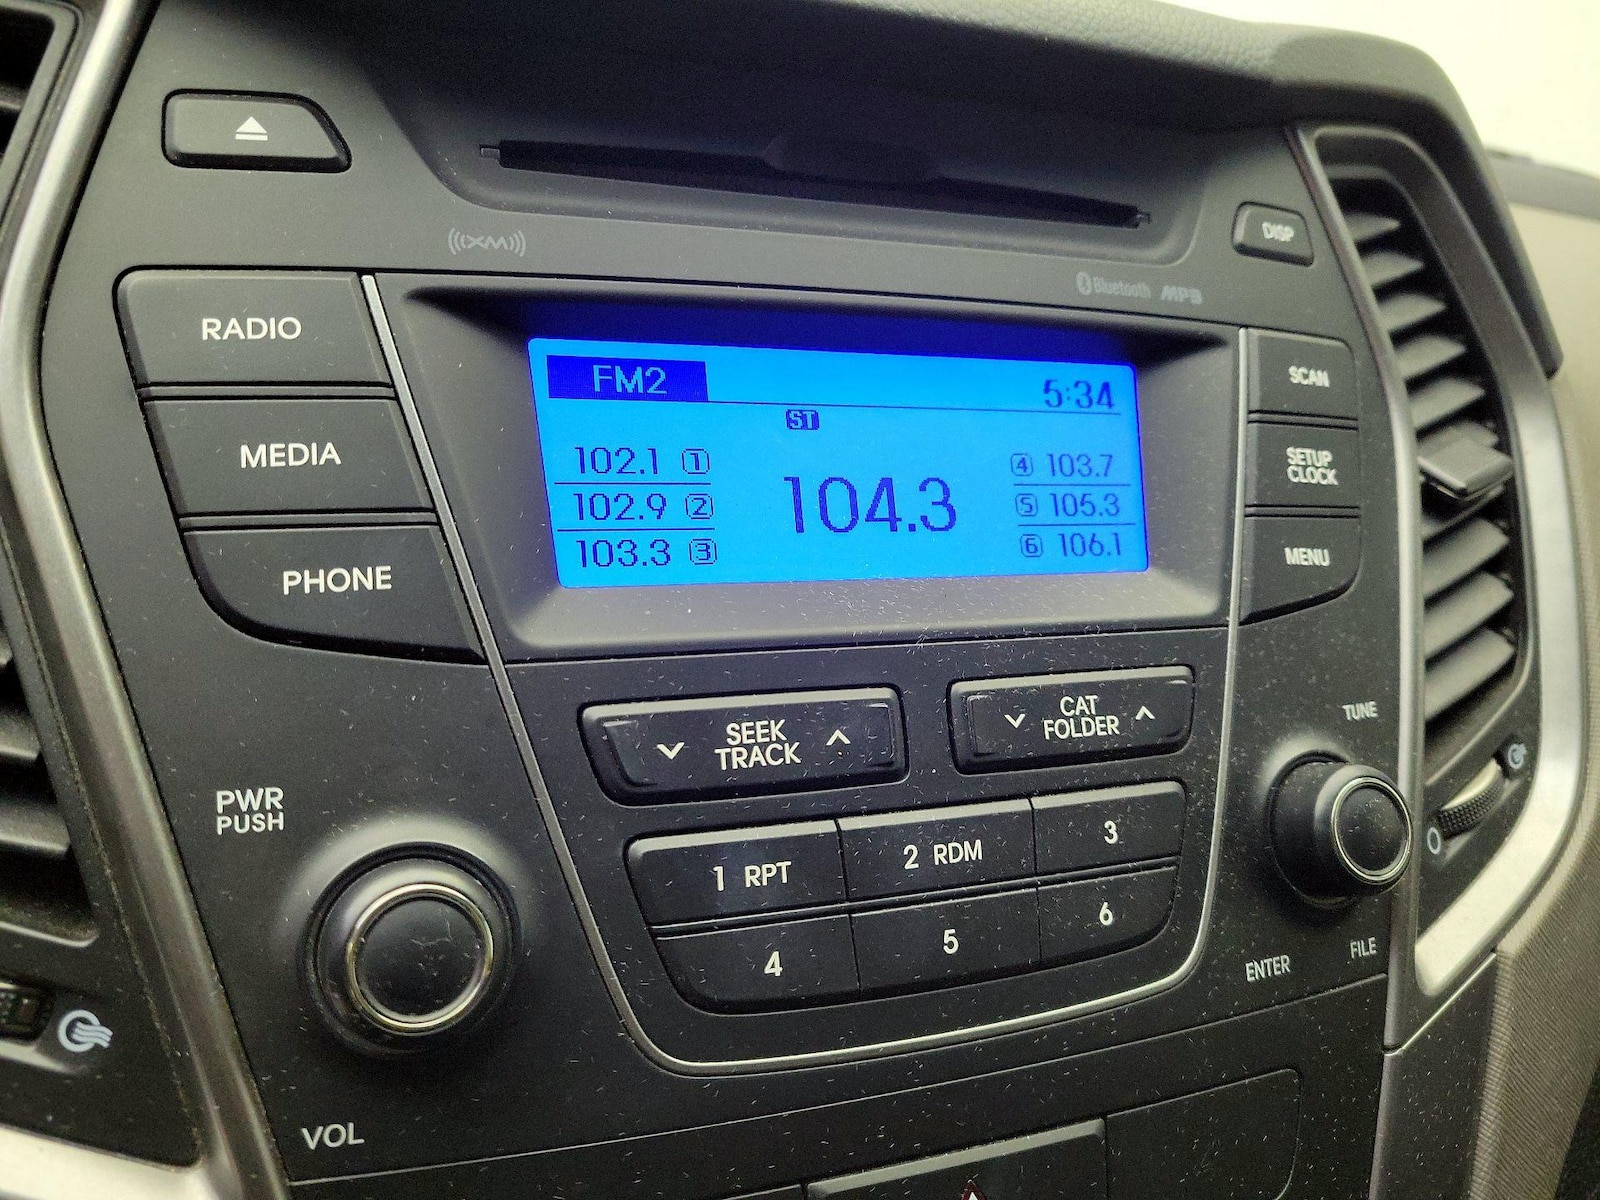 ((XM))
DISP
Bluetooth MP3
RADIO
MEDIA
PHONE
FM2
5:34
ST
102.1 1
102.9 2
103.3 3
104.3
4 103.7
5 105.3
6 106.1
SCAN
SETUP
CLOCK
MENU
SEEK
TRACK
CAT
FOLDER
TUNE
PWR
PUSH
1 RPT
2 RDM
3
4
5
6
ENTER
FILE
VOL